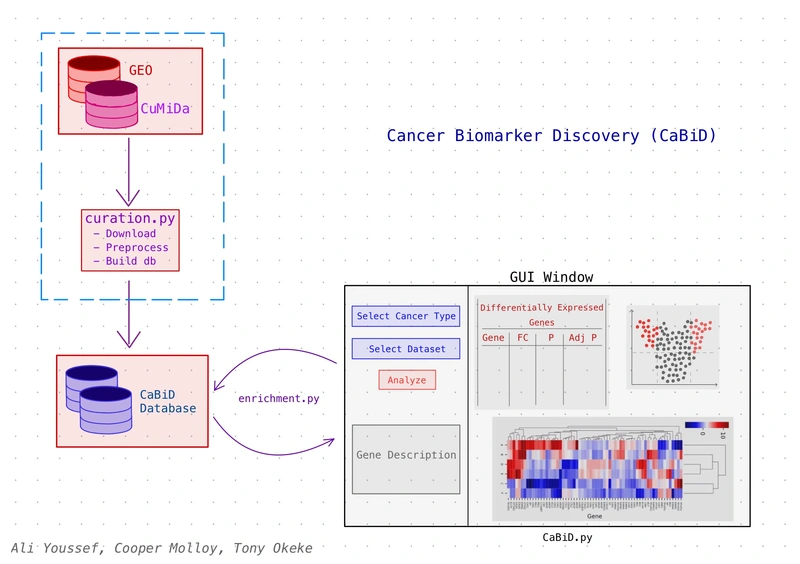 GEO
CuMiDa
Cancer Biomarker Discovery (CaBiD)
curation.py
– Download
– Preprocess
– Build db
GUI Window
Select Cancer Type
Select Dataset
Analyze
Gene Description
Differentially Expressed
Genes
Gene FC P Adj P
CaBiD
Database
enrichment.py
0 10
Gene
CaBiD.py
Ali Youssef, Cooper Molloy, Tony Okeke